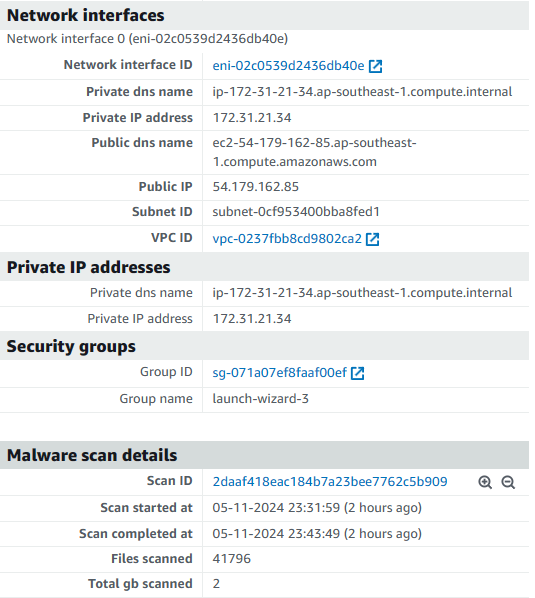 Network interfaces
Network interface 0 (eni-02c0539d2436db40e)
Network interface ID eni-02c0539d2436db40e
Private dns name ip-172-31-21-34.ap-southeast-1.compute.internal
Private IP address 172.31.21.34
Public dns name ec2-54-179-162-85.ap-southeast-
1.compute.amazonaws.com
Public IP 54.179.162.85
Subnet ID subnet-0cf953400bba8fed1
VPC ID vpc-0237fbb8cd9802ca2
Private IP addresses
Private dns name ip-172-31-21-34.ap-southeast-1.compute.internal
Private IP address 172.31.21.34
Security groups
Group ID sg-071a07ef8faaf00ef
Group name launch-wizard-3
Malware scan details
Scan ID 2daaf418eac184b7a23bee7762c5b909
Scan started at 05-11-2024 23:31:59 (2 hours ago)
Scan completed at 05-11-2024 23:43:49 (2 hours ago)
Files scanned 41796
Total gb scanned 2